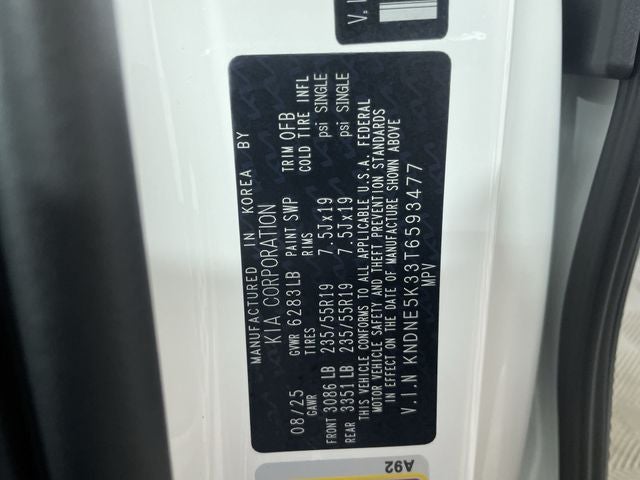 MANUFACTURED IN KOREA BY
KIA CORPORATION
08/25 GVWR 6283LB PAINT SWP TRIM OFB
GAWR TIRES RIMS COLD TIRE INFL
FRONT 3086 LB 235/55R19 7.5Jx19 psi SINGLE
REAR 3351 LB 235/55R19 7.5Jx19 psi SINGLE
THIS VEHICLE CONFORMS TO ALL APPLICABLE U.S.A. FEDERAL
MOTOR VEHICLE SAFETY AND THEFT PREVENTION STANDARDS
IN EFFECT ON THE DATE OF MANUFACTURE SHOWN ABOVE
V.I.N KNDNE5K33T6593477
MPV
A92